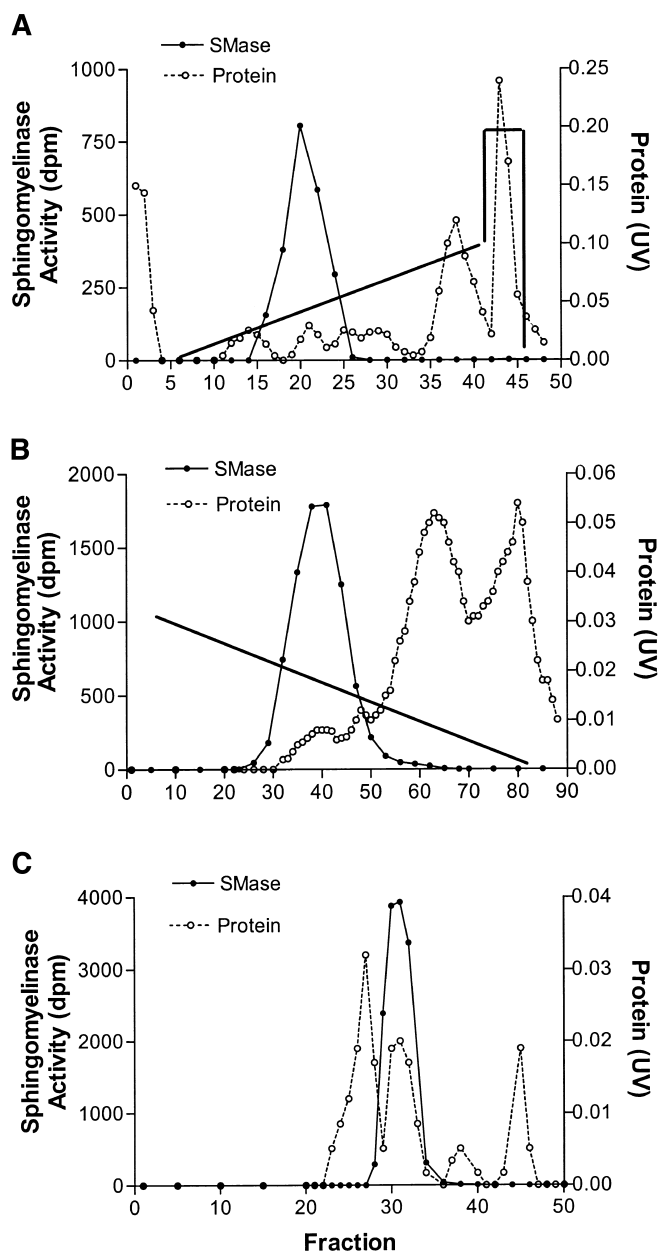 A
SMase
Protein
1000
750
500
250
0
Sphingomyelinase
Activity (dpm)
0.25
0.20
0.15
0.10
0.05
0.00
Protein (UV)
0 5 10 15 20 25 30 35 40 45 50
B
SMase
Protein
2000
1500
1000
500
0
Sphingomyelinase
Activity (dpm)
0.06
0.05
0.04
0.03
0.02
0.01
0.00
Protein (UV)
0 10 20 30 40 50 60 70 80 90
C
SMase
Protein
4000
3000
2000
1000
0
Sphingomyelinase
Activity (dpm)
0.04
0.03
0.02
0.01
0.00
Protein (UV)
0 10 20 30 40 50
Fraction